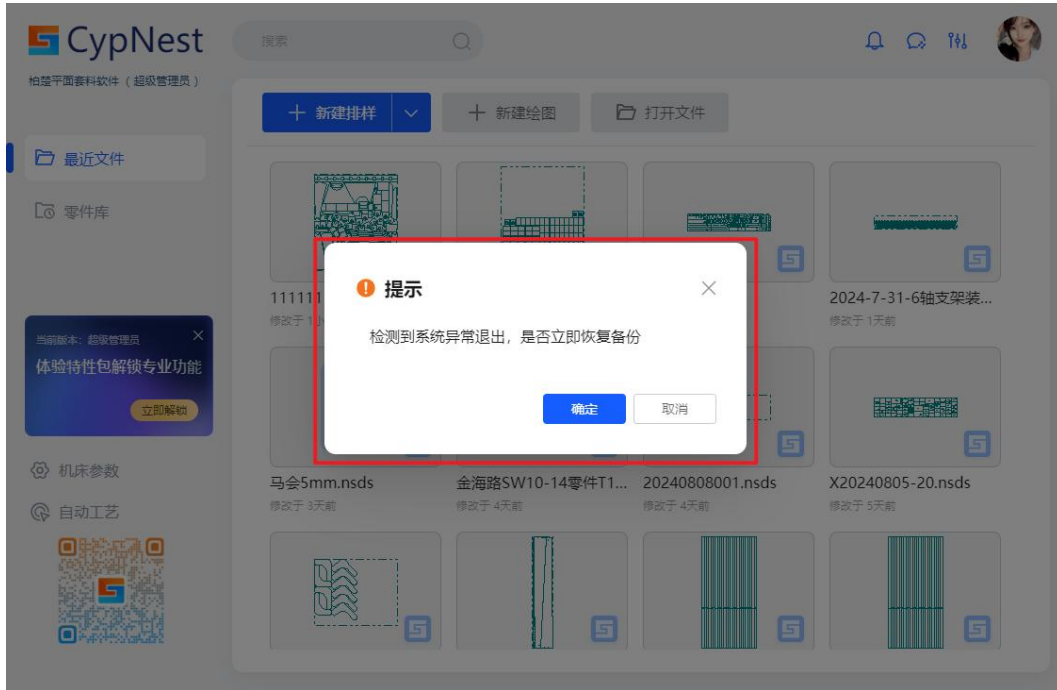 CypNest
柏楚平面套料软件（超级管理员）
搜索
新建排样
新建绘图
打开文件
最近文件
零件库
当前版本：超级管理员
体验特性包解锁专业功能
立即解锁
机床参数
自动工艺
提示
检测到系统异常退出，是否立即恢复备份
确定
取消
111111
修改于 1
2024-7-31-6轴支架装...
修改于 1天前
马会5mm.nsds
修改于 3天前
金海路SW10-14零件T1...
修改于 4天前
20240808001.nsds
修改于 4天前
X20240805-20.nsds
修改于 5天前